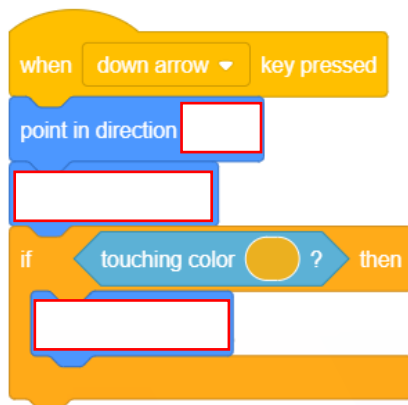 when down arrow key pressed
point in direction
if touching color ? then